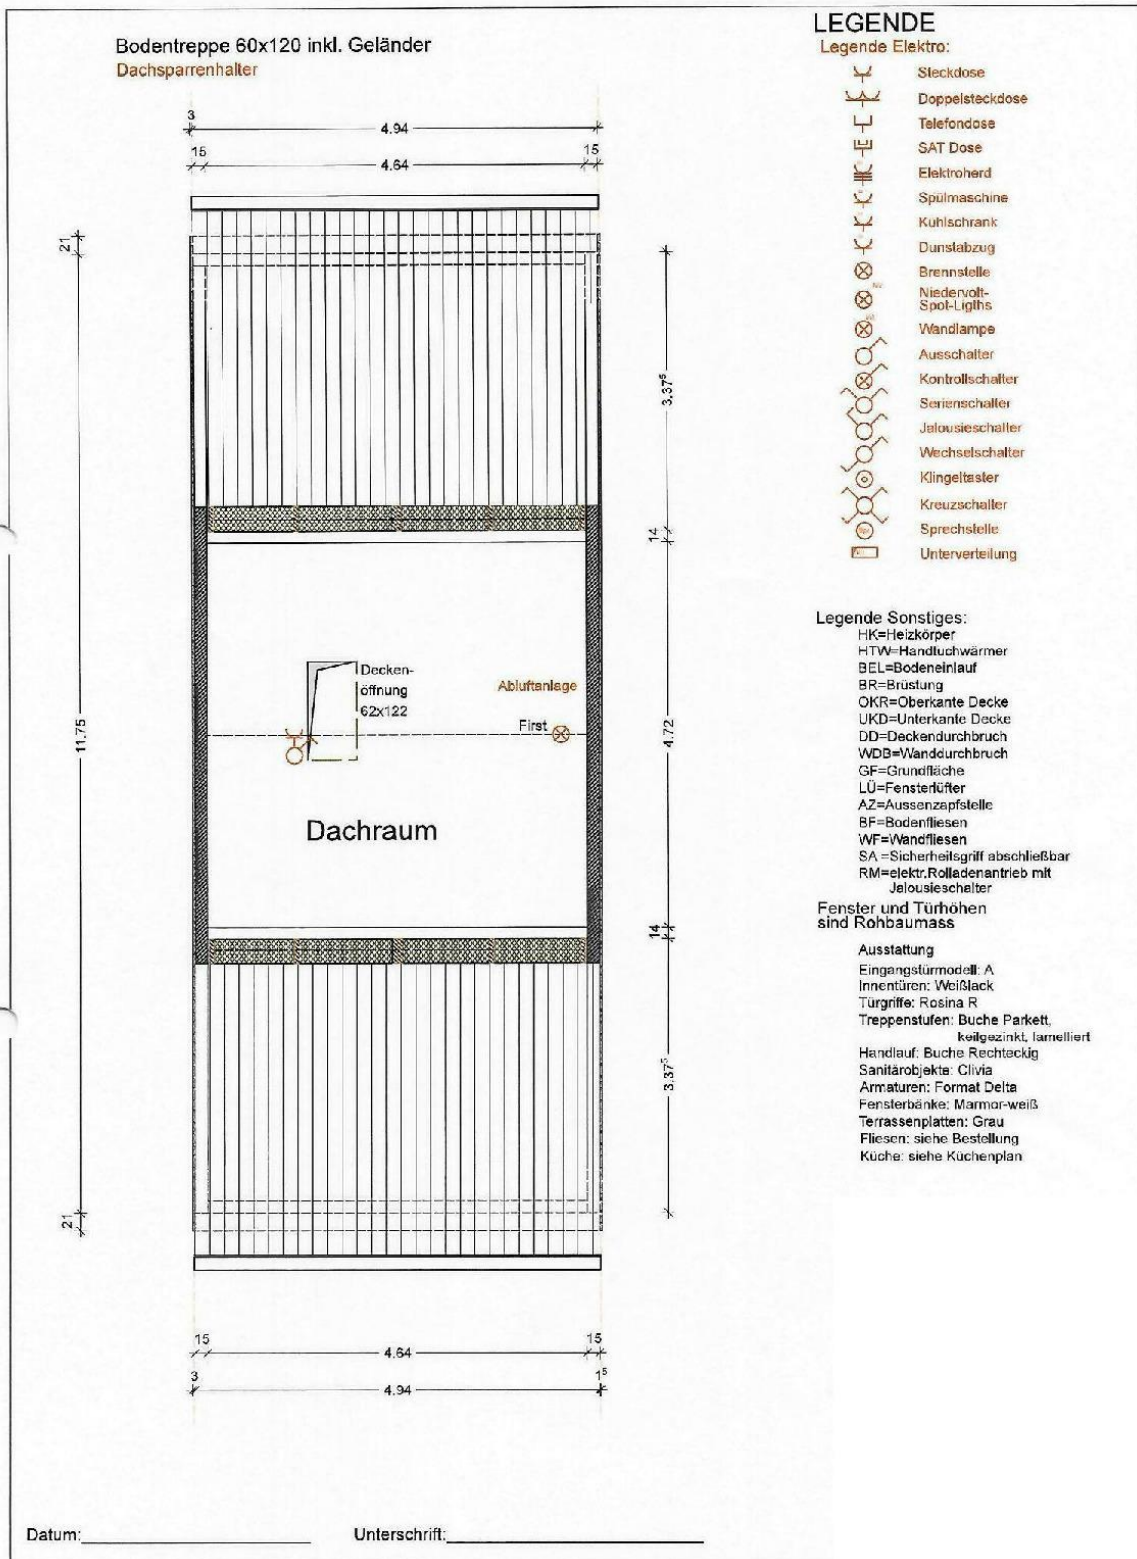 Bodentreppe 60x120 inkl. Geländer
Dachsparrenhalter
3
4.94
15
4.64
15
21
11.75
21
3.37⁵
14
4.72
14
3.37⁵
Decken-
öffnung
62x122
Abluftanlage
First
Dachraum
15
4.64
15
3
4.94
1⁵
Datum:
Unterschrift:
LEGENDE
Legende Elektro:
Steckdose
Doppelsteckdose
Telefondose
SAT Dose
Elektroherd
Spülmaschine
Kühlschrank
Dunstabzug
Brennstelle
Niedervolt-
Spot-Ligths
Wandlampe
Ausschalter
Kontrollschalter
Serienschalter
Jalousieschalter
Wechselschalter
Klingeltaster
Kreuzschalter
Sprechstelle
Unterverteilung
Legende Sonstiges:
HK=Heizkörper
HTW=Handtuchwärmer
BEL=Bodeneinlauf
BR=Brüstung
OKR=Oberkante Decke
UKD=Unterkante Decke
DD=Deckendurchbruch
WDB=Wanddurchbruch
GF=Grundfläche
LÜ=Fensterlüfter
AZ=Aussenzapfstelle
BF=Bodenfliesen
WF=Wandfliesen
SA =Sicherheitsgriff abschließbar
RM=elektr.Rolladenantrieb mit
Jalousieschalter
Fenster und Türhöhen
sind Rohbaumass
Ausstattung
Eingangstürmodell: A
Innentüren: Weißlack
Türgriffe: Rosina R
Treppenstufen: Buche Parkett,
keilgezinkt, lamelliert
Handlauf: Buche Rechteckig
Sanitärobjekte: Clivia
Armaturen: Format Delta
Fensterbänke: Marmor-weiß
Terrassenplatten: Grau
Fliesen: siehe Bestellung
Küche: siehe Küchenplan